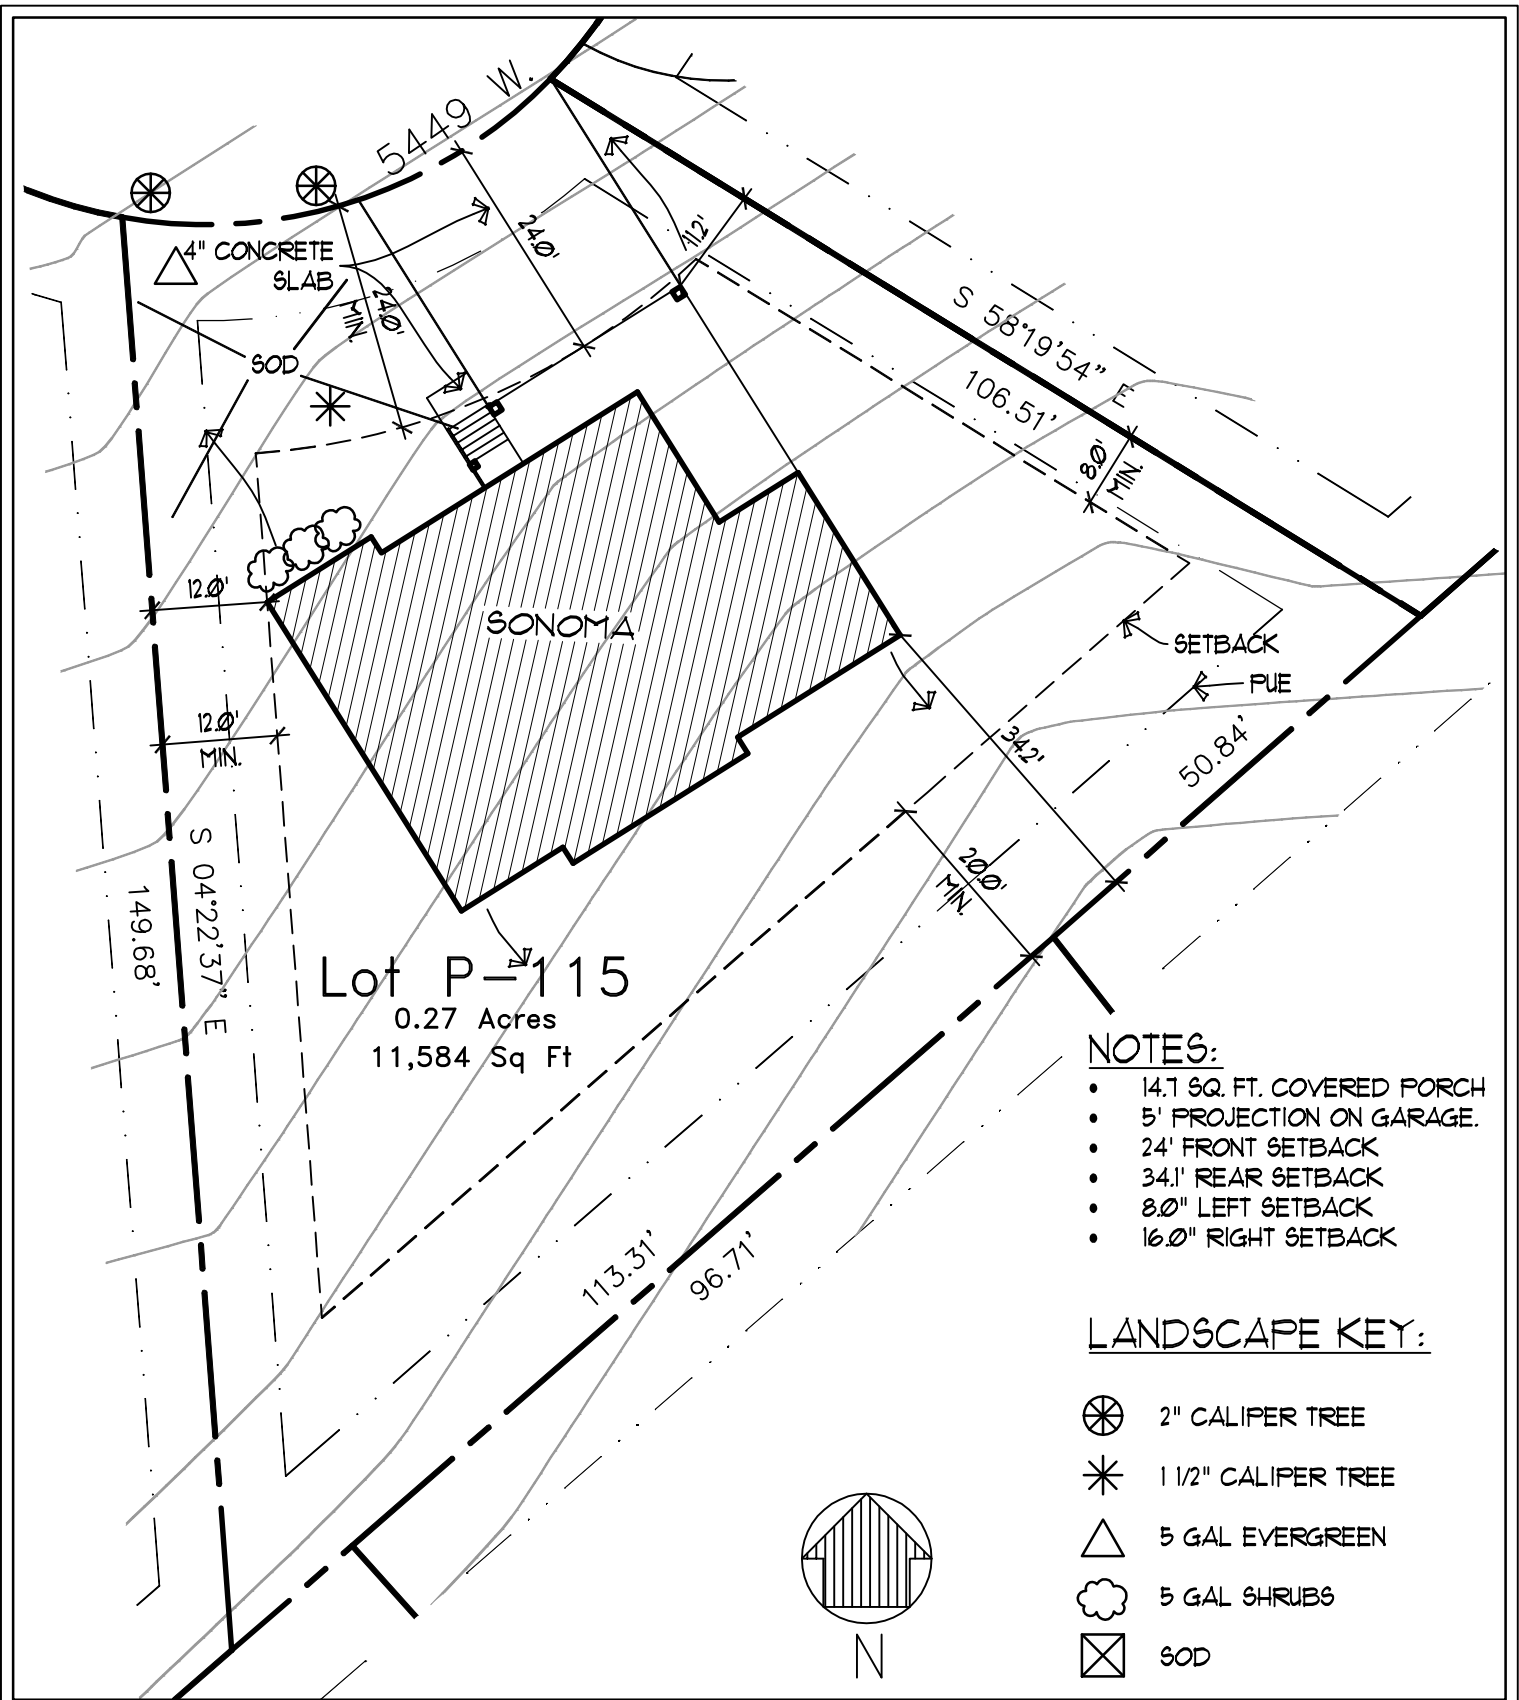 5449 W.
4" CONCRETE
SLAB
24.0'
MIN.
24.0'
11.2'
SOD
S 58°19'54" E
106.51'
8.0'
MIN.
12.0'
SONOMA
SETBACK
PUE
12.0'
MIN.
34.2'
50.84'
S 04°22'37" E
149.68'
20.0'
MIN.
Lot P-115
0.27 Acres
11,584 Sq Ft
113.31'
96.71'
NOTES:
• 14.7 SQ. FT. COVERED PORCH
• 5' PROJECTION ON GARAGE.
• 24' FRONT SETBACK
• 34.1' REAR SETBACK
• 8.0" LEFT SETBACK
• 16.0" RIGHT SETBACK
LANDSCAPE KEY:
2" CALIPER TREE
1 1/2" CALIPER TREE
5 GAL EVERGREEN
5 GAL SHRUBS
SOD
N